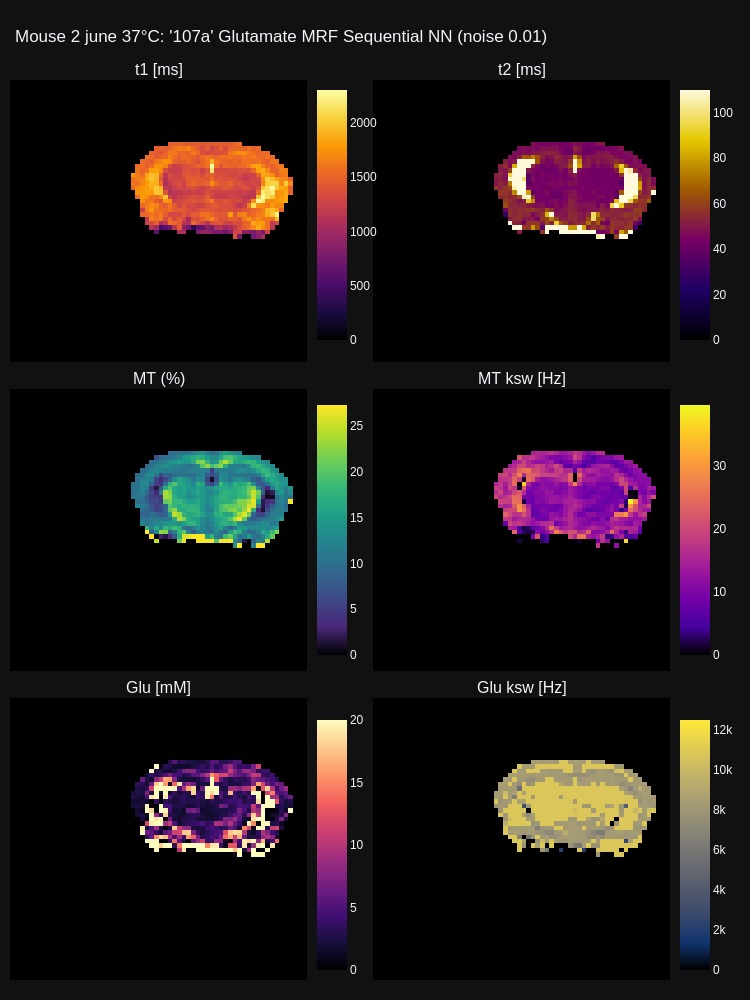 Mouse 2 june 37°C: '107a' Glutamate MRF Sequential NN (noise 0.01)
t1 [ms]
t2 [ms]
2000
1500
1000
500
0
100
80
60
40
20
0
MT (%)
MT ksw [Hz]
25
20
15
10
5
0
30
20
10
0
Glu [mM]
Glu ksw [Hz]
20
15
10
5
0
12k
10k
8k
6k
4k
2k
0